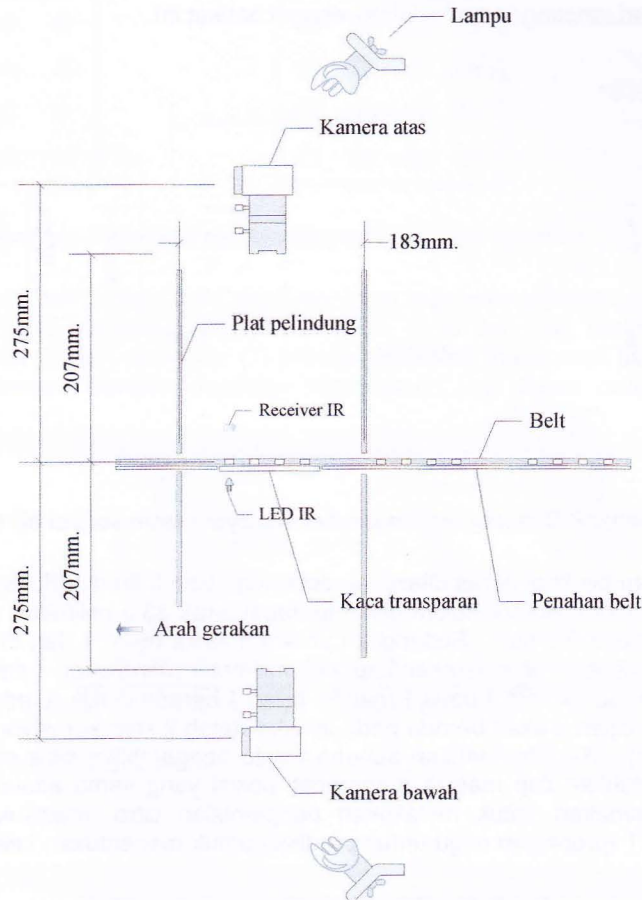 Lampu
Kamera atas
183mm.
275mm.
207mm.
Plat pelindung
Receiver IR
Belt
LED IR
207mm.
275mm.
Kaca transparan
Penahan belt
Arah gerakan
Kamera bawah